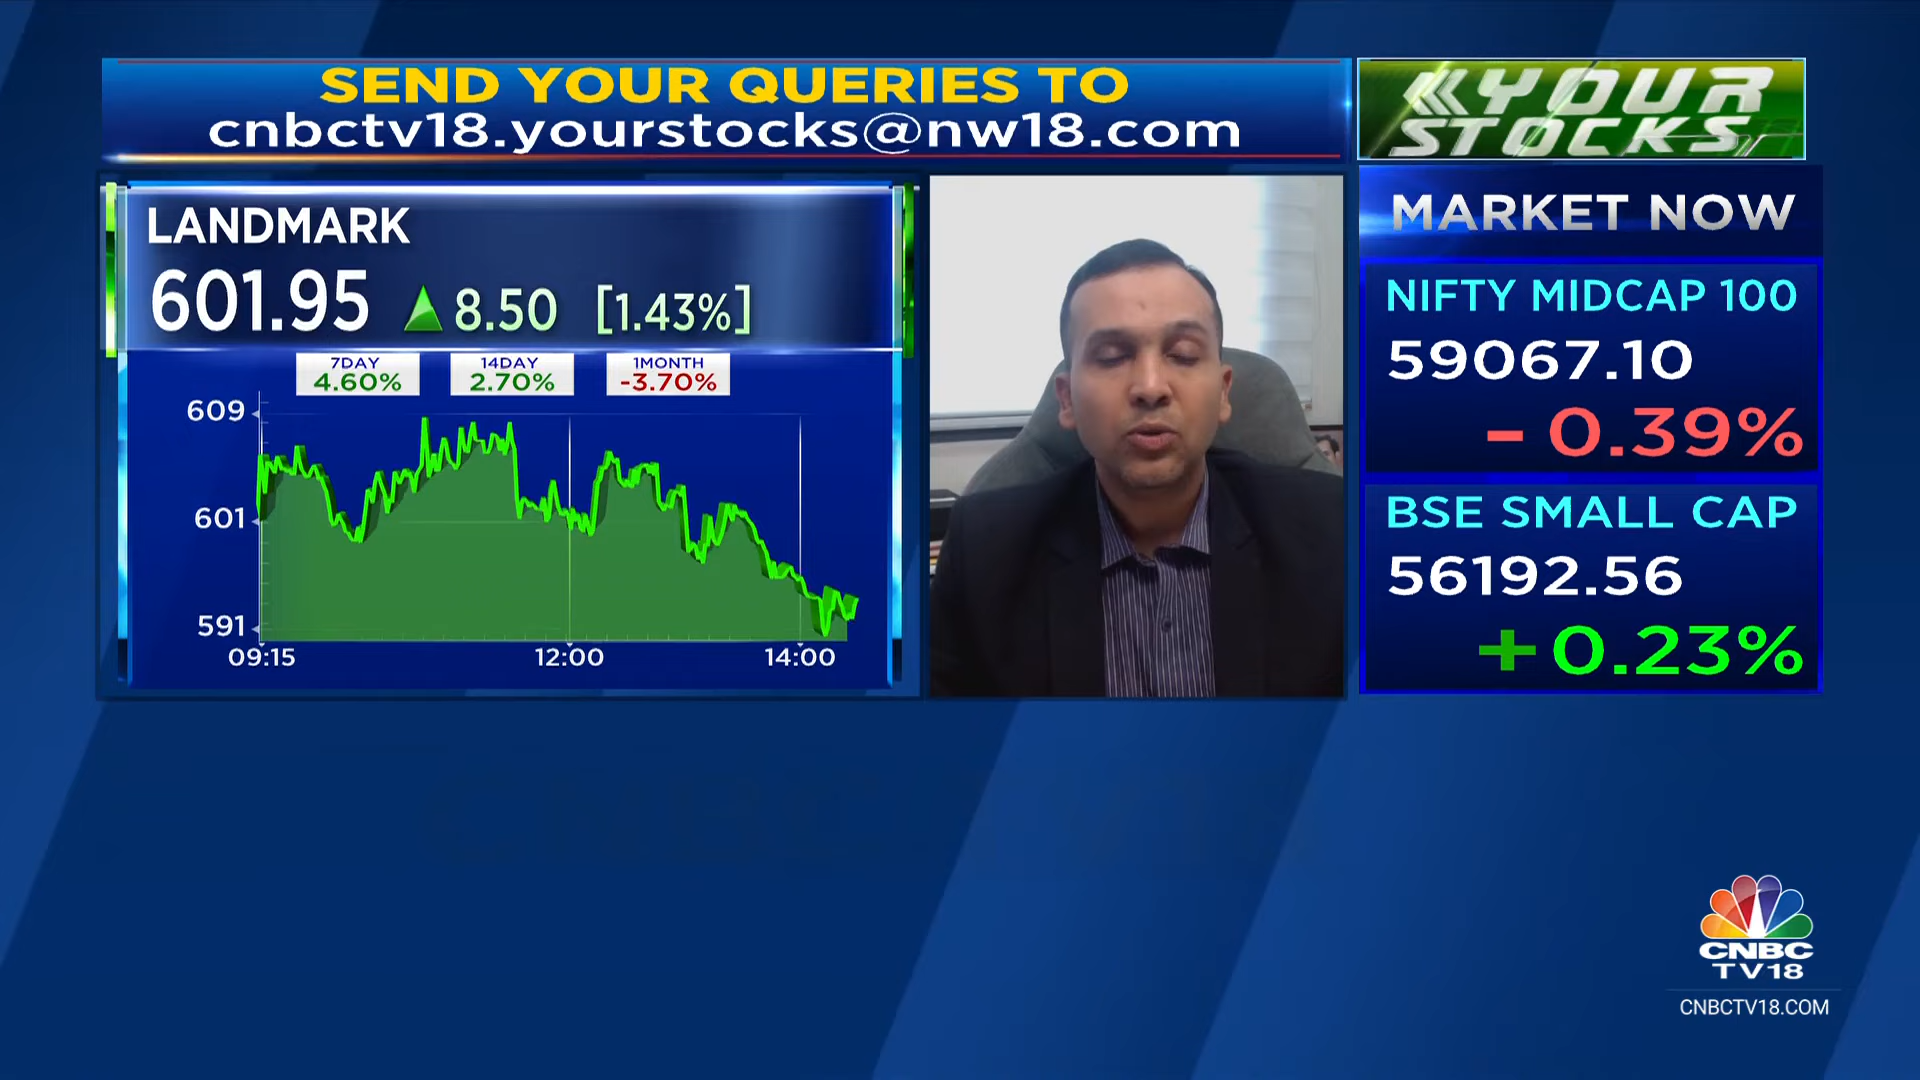 SEND YOUR QUERIES TO
cnbctv18.yourstocks@nw18.com
YOUR
STOCKS
LANDMARK
601.95 ▲ 8.50 [1.43%]
7DAY 14DAY 1MONTH
4.60% 2.70% -3.70%
609
601
591
09:15 12:00 14:00
MARKET NOW
NIFTY MIDCAP 100
59067.10
- 0.39%
BSE SMALL CAP
56192.56
+0.23%
CNBC
TV18
CNBCTV18.COM